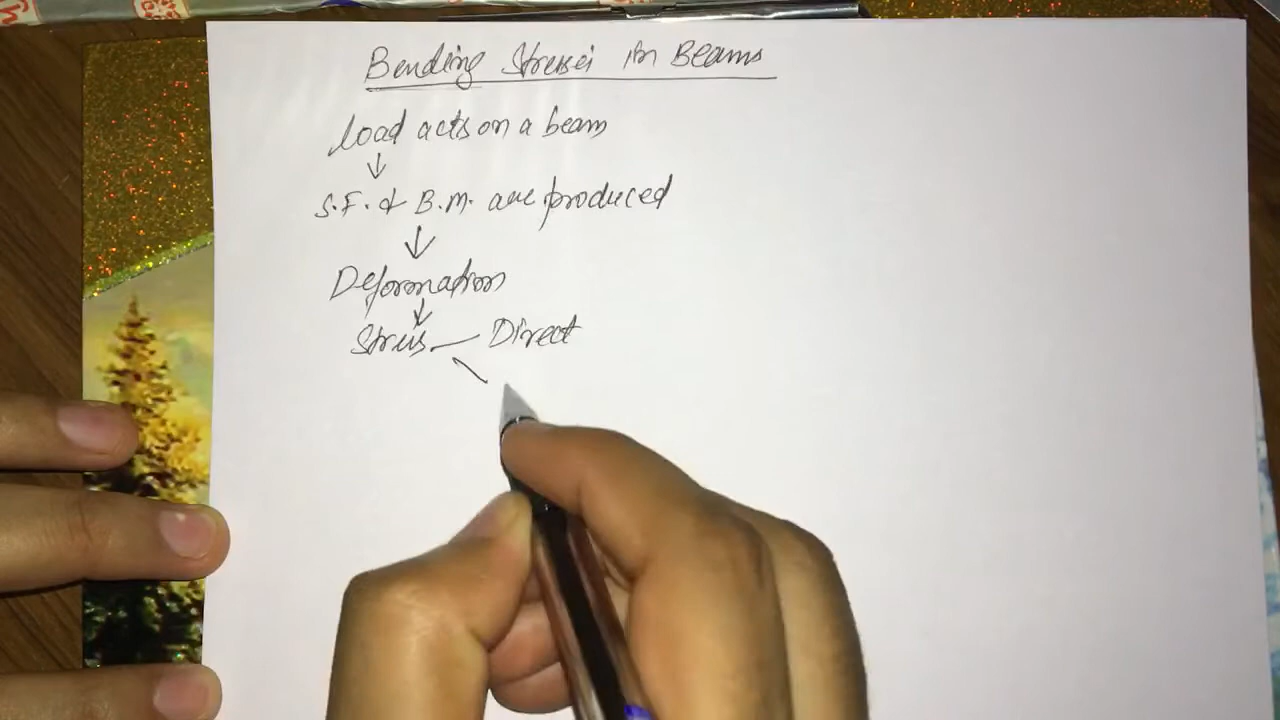 Bending Stresses in Beams
load acts on a beam
S.F. & B.M. are produced
Deformation
Stress Direct